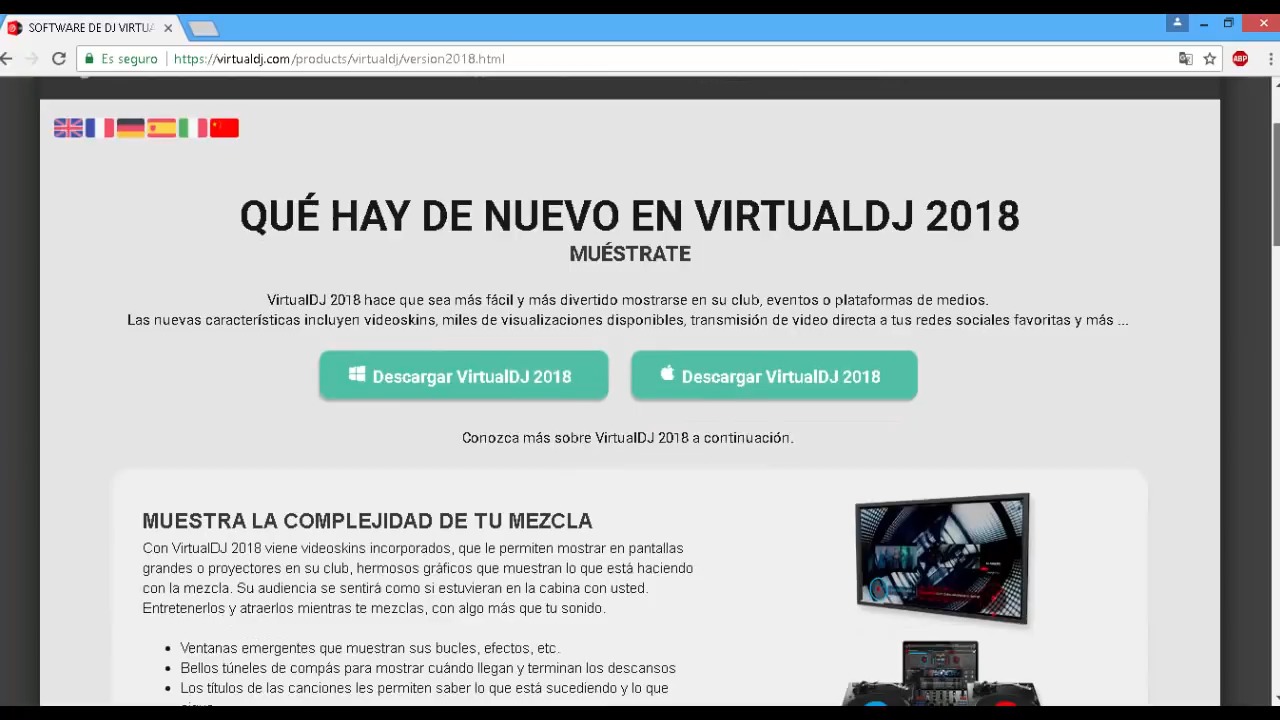 SOFTWARE DE DJ VIRTUA
Es seguro
https://virtualdj.com/products/virtualdj/version2018.html
ABP
QUÉ HAY DE NUEVO EN VIRTUALDJ 2018
MUÉSTRATE
VirtualDJ 2018 hace que sea más fácil y más divertido mostrarse en su club, eventos o plataformas de medios.
Las nuevas características incluyen videoskins, miles de visualizaciones disponibles, transmisión de video directa a tus redes sociales favoritas y más ...
Descargar VirtualDJ 2018
Descargar VirtualDJ 2018
Conozca más sobre VirtualDJ 2018 a continuación.
MUESTRA LA COMPLEJIDAD DE TU MEZCLA
Con VirtualDJ 2018 viene videoskins incorporados, que le permiten mostrar en pantallas
grandes o proyectores en su club, hermosos gráficos que muestran lo que está haciendo
con la mezcla. Su audiencia se sentirá como si estuvieran en la cabina con usted.
Entretenerlos y atraerlos mientras te mezclas, con algo más que tu sonido.
• Ventanas emergentes que muestran sus bucles, efectos, etc.
• Bellos túneles de compás para mostrar cuándo llegan y terminan los descansos
• Los títulos de las canciones les permiten saber lo que está sucediendo y lo que